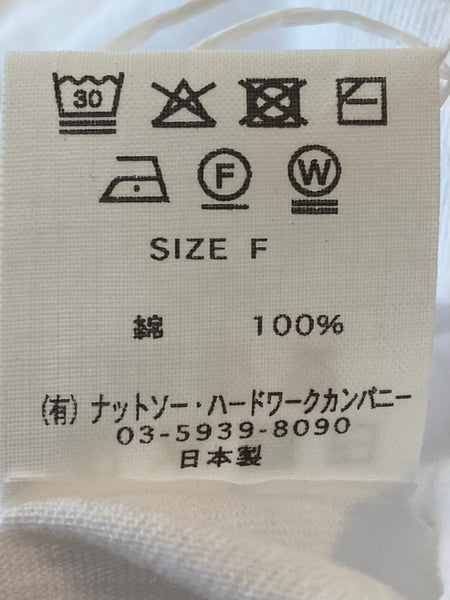 30
F W
SIZE F
綿 100%
(有) ナットソー・ハードワークカンパニー
03-5939-8090
日本製